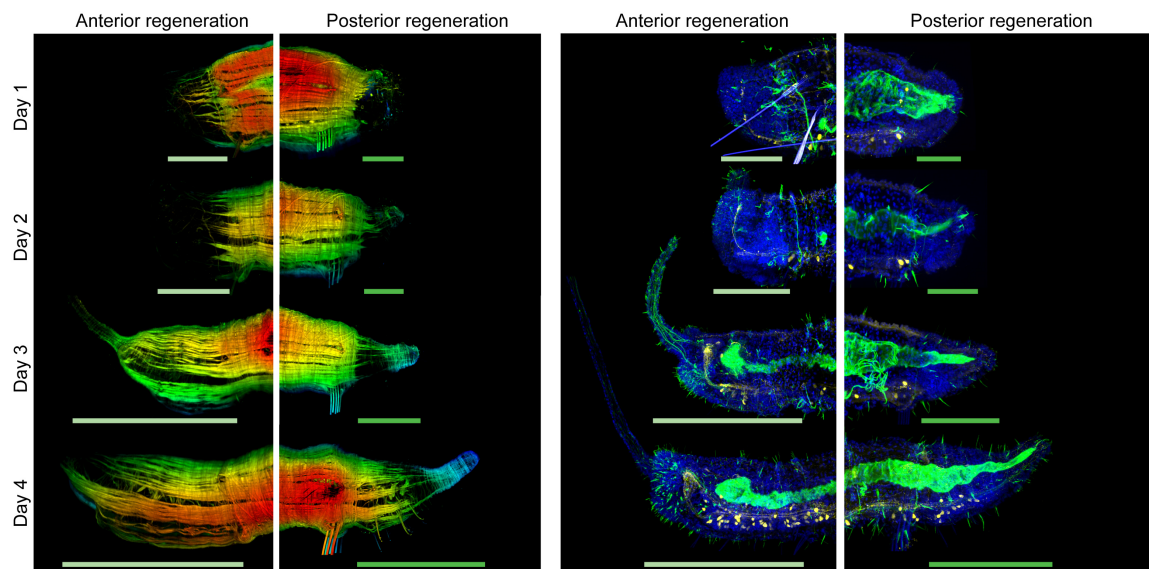 Anterior regeneration Posterior regeneration Anterior regeneration Posterior regeneration
Day 1
Day 2
Day 3
Day 4